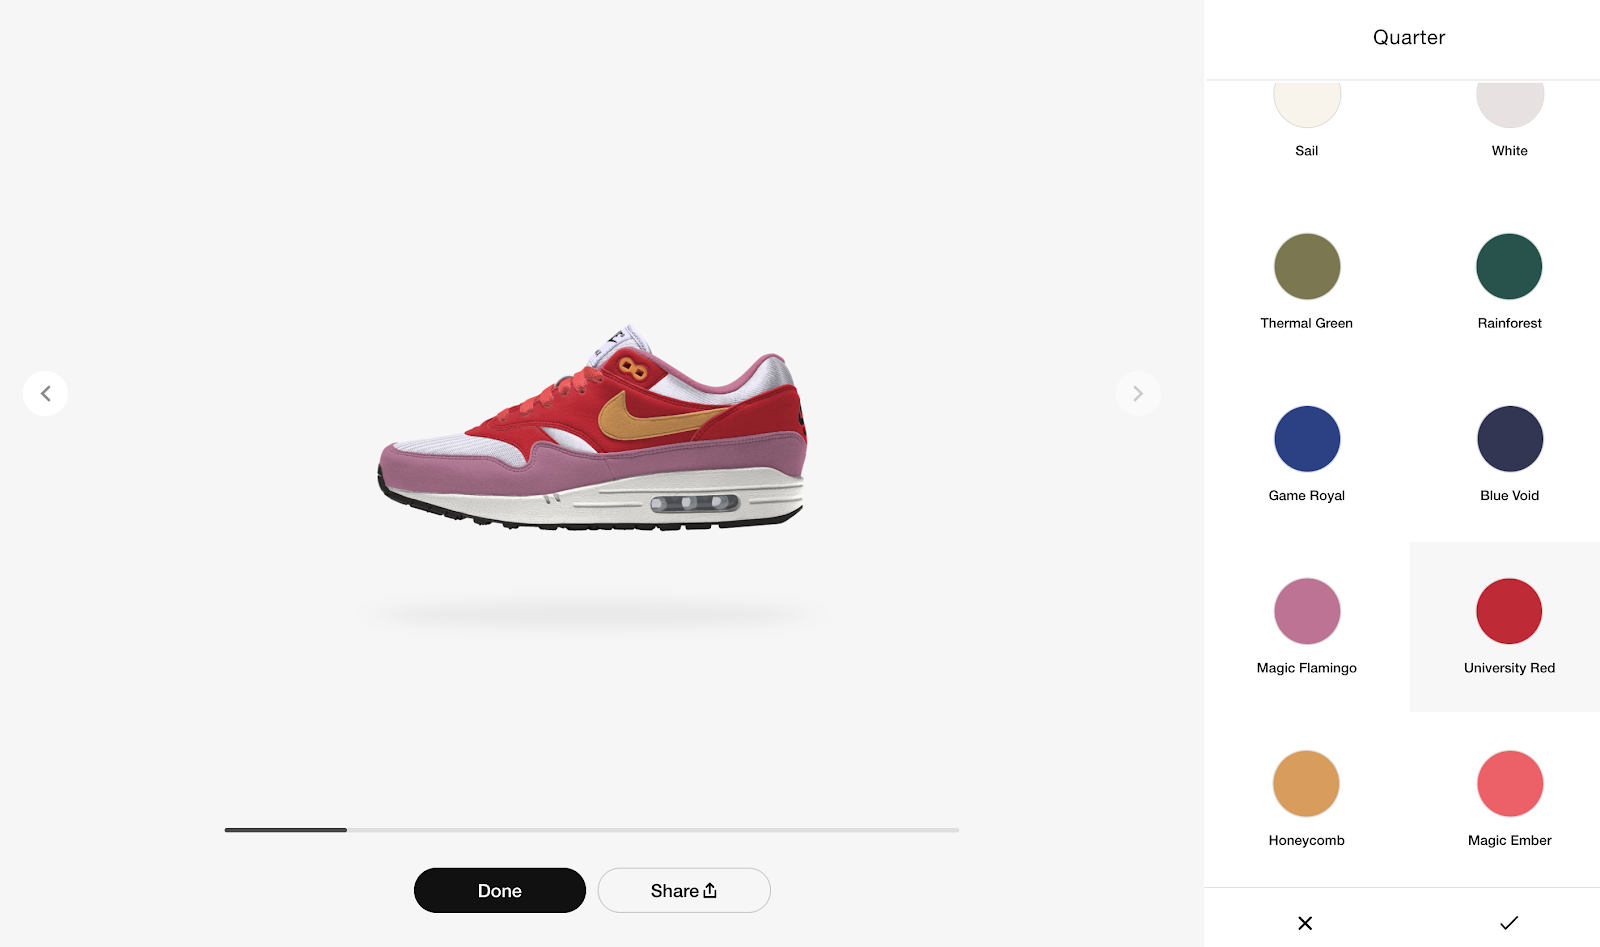 Quarter
Sail
White
Thermal Green
Rainforest
Game Royal
Blue Void
Magic Flamingo
University Red
Honeycomb
Magic Ember
Done
Share